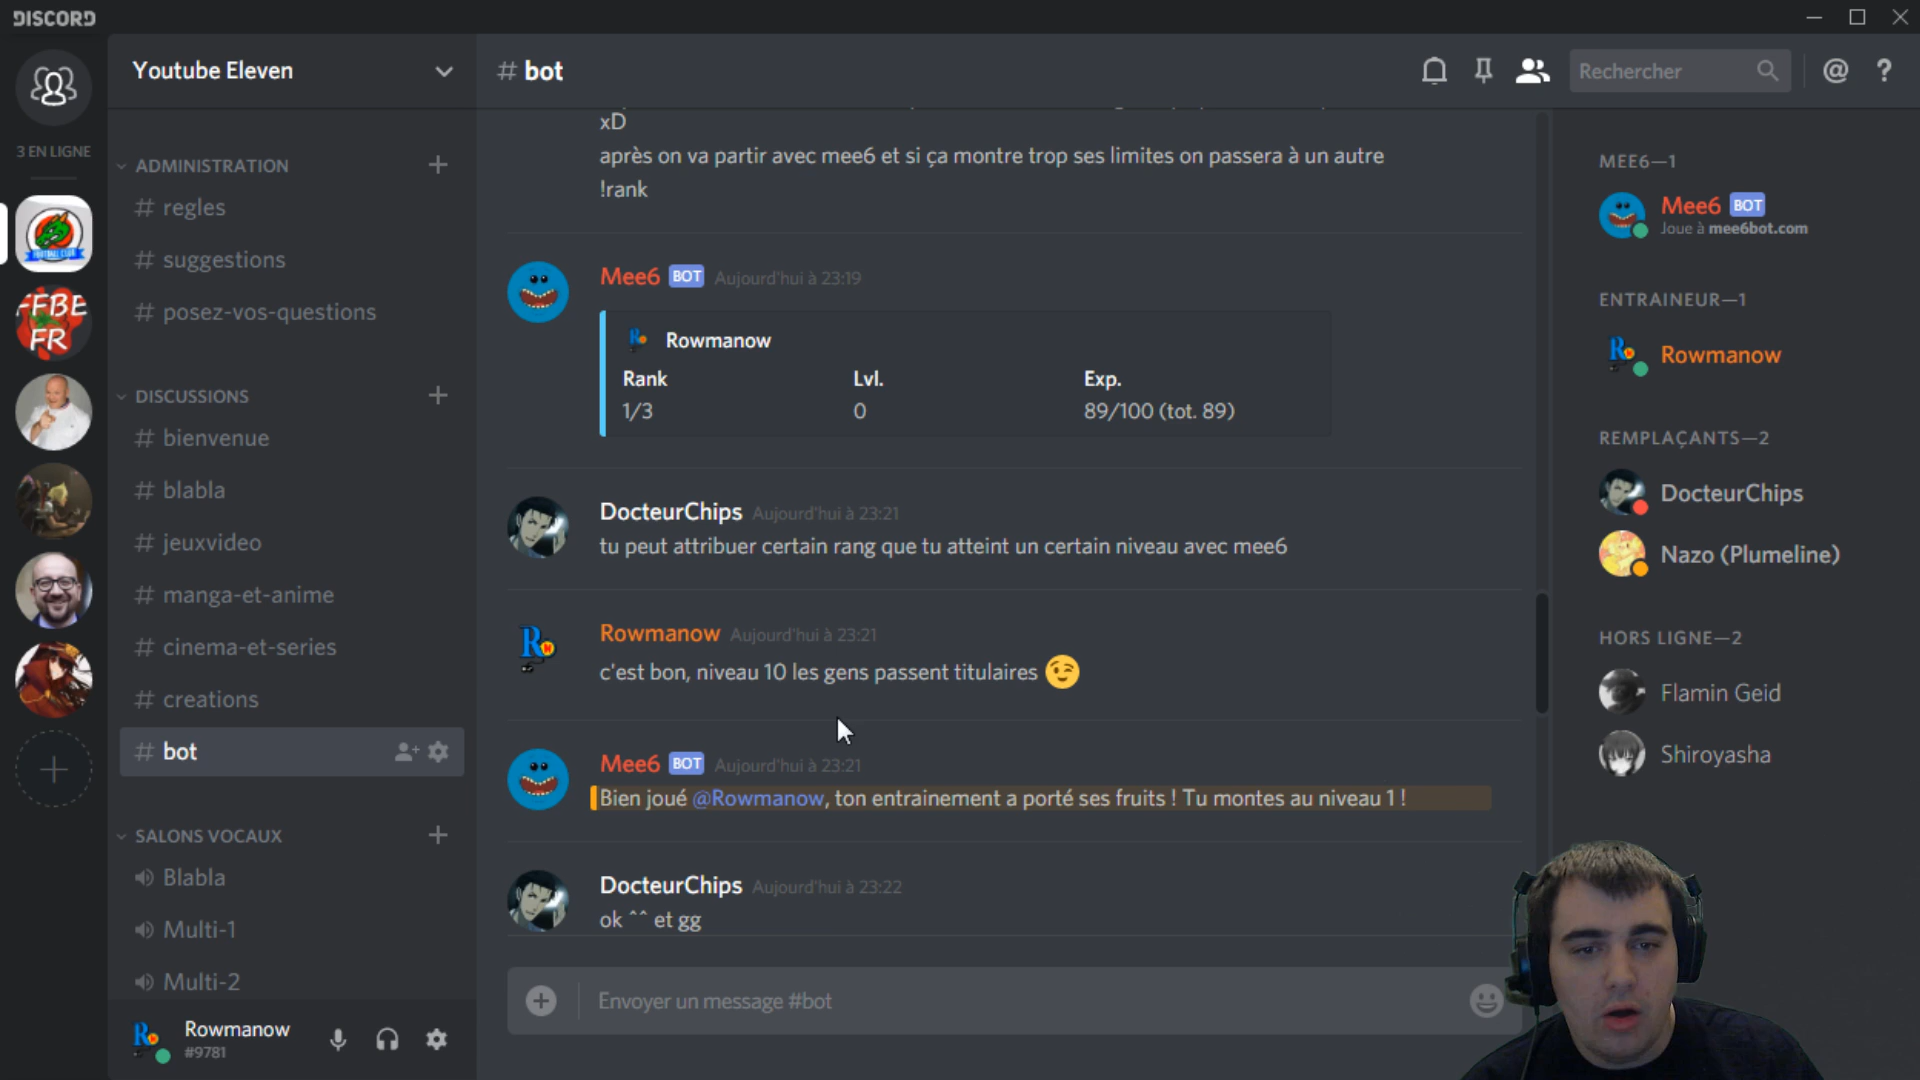 DISCORD
Youtube Eleven
# bot
Rechercher
@
?
3 EN LIGNE
FOOTBALL CLUB
FFBE
FR
ADMINISTRATION
# regles
# suggestions
# posez-vos-questions
DISCUSSIONS
# bienvenue
# blabla
# jeuxvideo
# manga-et-anime
# cinema-et-series
# creations
# bot
SALONS VOCAUX
Blabla
Multi-1
Multi-2
Rowmanow
#9781
xD
après on va partir avec mee6 et si ça montre trop ses limites on passera à un autre
!rank
Mee6 BOT Aujourd'hui à 23:19
Rowmanow
Rank Lvl. Exp.
1/3 0 89/100 (tot. 89)
DocteurChips Aujourd'hui à 23:21
tu peut attribuer certain rang que tu atteint un certain niveau avec mee6
Rowmanow Aujourd'hui à 23:21
c'est bon, niveau 10 les gens passent titulaires
Mee6 BOT Aujourd'hui à 23:21
Bien joué @Rowmanow, ton entrainement a porté ses fruits ! Tu montes au niveau 1 !
DocteurChips Aujourd'hui à 23:22
ok ^^ et gg
Envoyer un message #bot
MEE6—1
Mee6 BOT
Joue à mee6bot.com
ENTRAINEUR—1
Rowmanow
REMPLAÇANTS—2
DocteurChips
Nazo (Plumeline)
HORS LIGNE—2
Flamin Geid
Shiroyasha